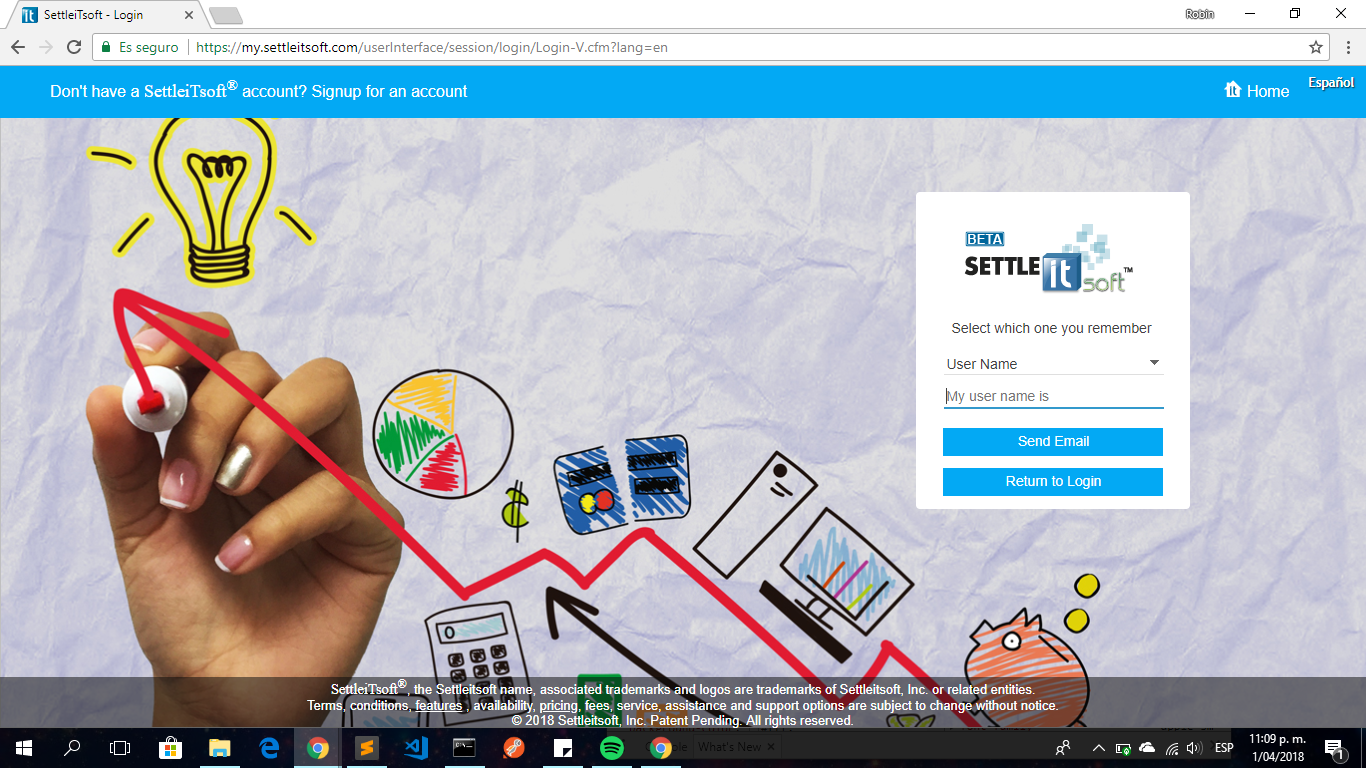 SettleiTsoft - Login
Robin
Es seguro
https://my.settleitsoft.com/userInterface/session/login/Login-V.cfm?lang=en
Don't have a SettleiTsoft® account? Signup for an account
it Home
Español
BETA
SETTLE it soft™
Select which one you remember
User Name
My user name is
Send Email
Return to Login
0
SettleiTsoft®, the Settleitsoft name, associated trademarks and logos are trademarks of Settleitsoft, Inc. or related entities.
Terms, conditions, features , availability, pricing, fees, service, assistance and support options are subject to change without notice.
© 2018 Settleitsoft, Inc. Patent Pending. All rights reserved.
What's New
ESP
11:09 p. m.
1/04/2018
1